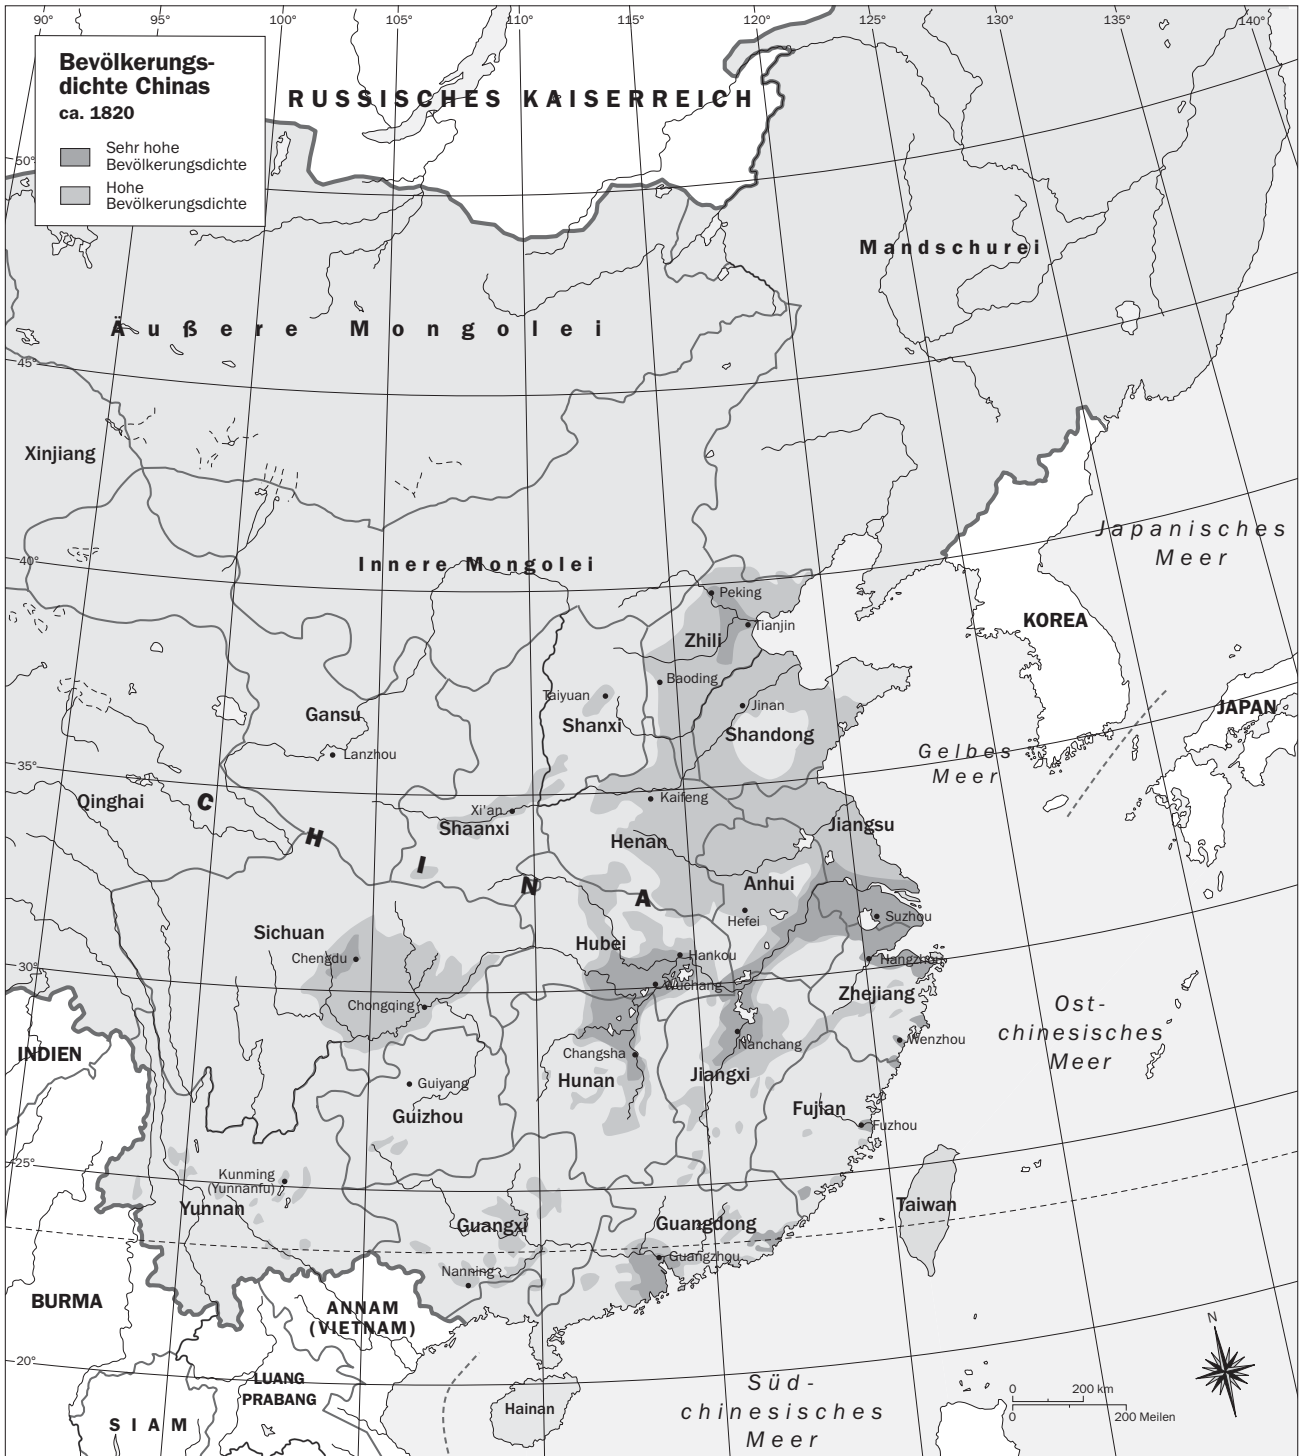 90° 95° 100° 105° 110° 115° 120° 125° 130° 135° 140°
Bevölkerungs-
dichte Chinas
ca. 1820
Sehr hohe
Bevölkerungsdichte
Hohe
Bevölkerungsdichte
RUSSISCHES KAISERREICH
50°
Mandschurei
Äußere Mongolei
45°
Xinjiang
Japanisches
Meer
40°
Innere Mongolei
Peking
Tianjin
Zhili
KOREA
Baoding
Taiyuan
Jinan
JAPAN
Gansu
Shanxi
Shandong
Lanzhou
Gelbes
Meer
35°
Qinghai
Kaifeng
Xi'an
Shaanxi
Jiangsu
Henan
CHINA
Anhui
Hefei
Suzhou
Sichuan
Hubei
Chengdu
Hankou
Nangzhou
30°
Wuchang
Zhejiang
Chongqing
Ost-
chinesisches
Meer
Wenzhou
Nanchang
INDIEN
Changsha
Hunan
Jiangxi
Guiyang
Guizhou
Fujian
Fuzhou
25°
Kunming
(Yunnanfu)
Yunnan
Taiwan
Guangxi
Guangdong
Guangzhou
Nanning
BURMA
ANNAM
(VIETNAM)
N
20°
LUANG
PRABANG
SIAM
Hainan
Süd-
chinesisches
Meer
0 200 km
0 200 Meilen